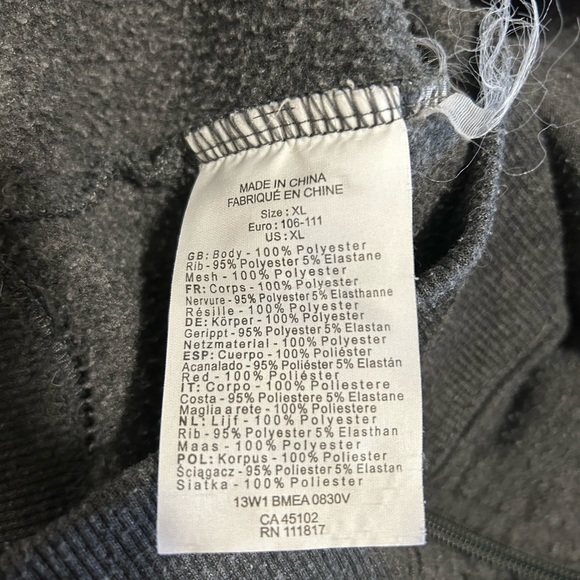 MADE IN CHINA
FABRIQUÉ EN CHINE
Size : XL
Euro : 106-111
US : XL
GB: Body - 100% Polyester
Rib - 95% Polyester 5% Elastane
Mesh - 100% Polyester
FR: Corps - 100% Polyester
Nervure - 95% Polyester 5% Elasthanne
Résille - 100% Polyester
DE: Körper - 100% Polyester
Gerippt - 95% Polyester 5% Elastan
Netzmaterial - 100% Polyester
ESP: Cuerpo - 100% Poliéster
Acanalado - 95% Poliéster 5% Elastán
Red - 100% Poliéster
IT: Corpo - 100% Poliestere
Costa - 95% Poliestere 5% Elastane
Maglia a rete - 100% Poliestere
NL: Lijf - 100% Polyester
Rib - 95% Polyester 5% Elasthan
Maas - 100% Polyester
POL: Korpus - 100% Poliester
Ściągacz - 95% Poliester 5% Elastan
Siatka - 100% Poliester
13W1 BMEA 0830V
CA 45102
RN 111817